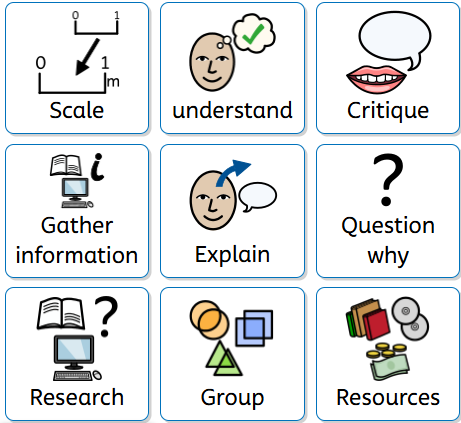 0 1
0 1
m
Scale
understand
Critique
i
Gather
information
Explain
?
Question
why
?
Research
Group
Resources